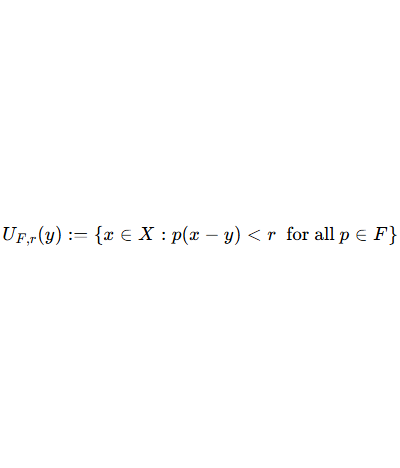 U_{F,r}(y) := {x ∈ X : p(x − y) < r for all p ∈ F}